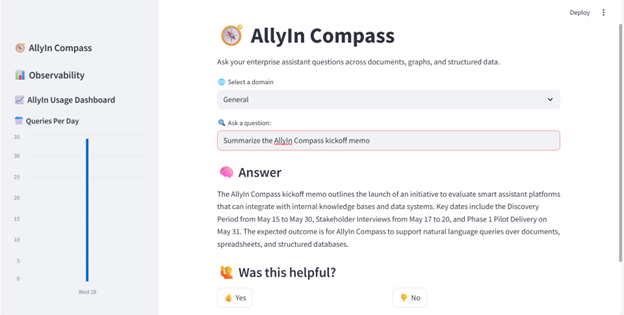 Deploy
AllyIn Compass
Observability
AllyIn Usage Dashboard
Queries Per Day
35
30
25
20
15
10
5
0
Wed 28
AllyIn Compass
Ask your enterprise assistant questions across documents, graphs, and structured data.
Select a domain
General
Ask a question:
Summarize the AllyIn Compass kickoff memo
Answer
The AllyIn Compass kickoff memo outlines the launch of an initiative to evaluate smart assistant platforms
that can integrate with internal knowledge bases and data systems. Key dates include the Discovery
Period from May 15 to May 30, Stakeholder Interviews from May 17 to 20, and Phase 1 Pilot Delivery on
May 31. The expected outcome is for AllyIn Compass to support natural language queries over documents,
spreadsheets, and structured databases.
Was this helpful?
Yes
No